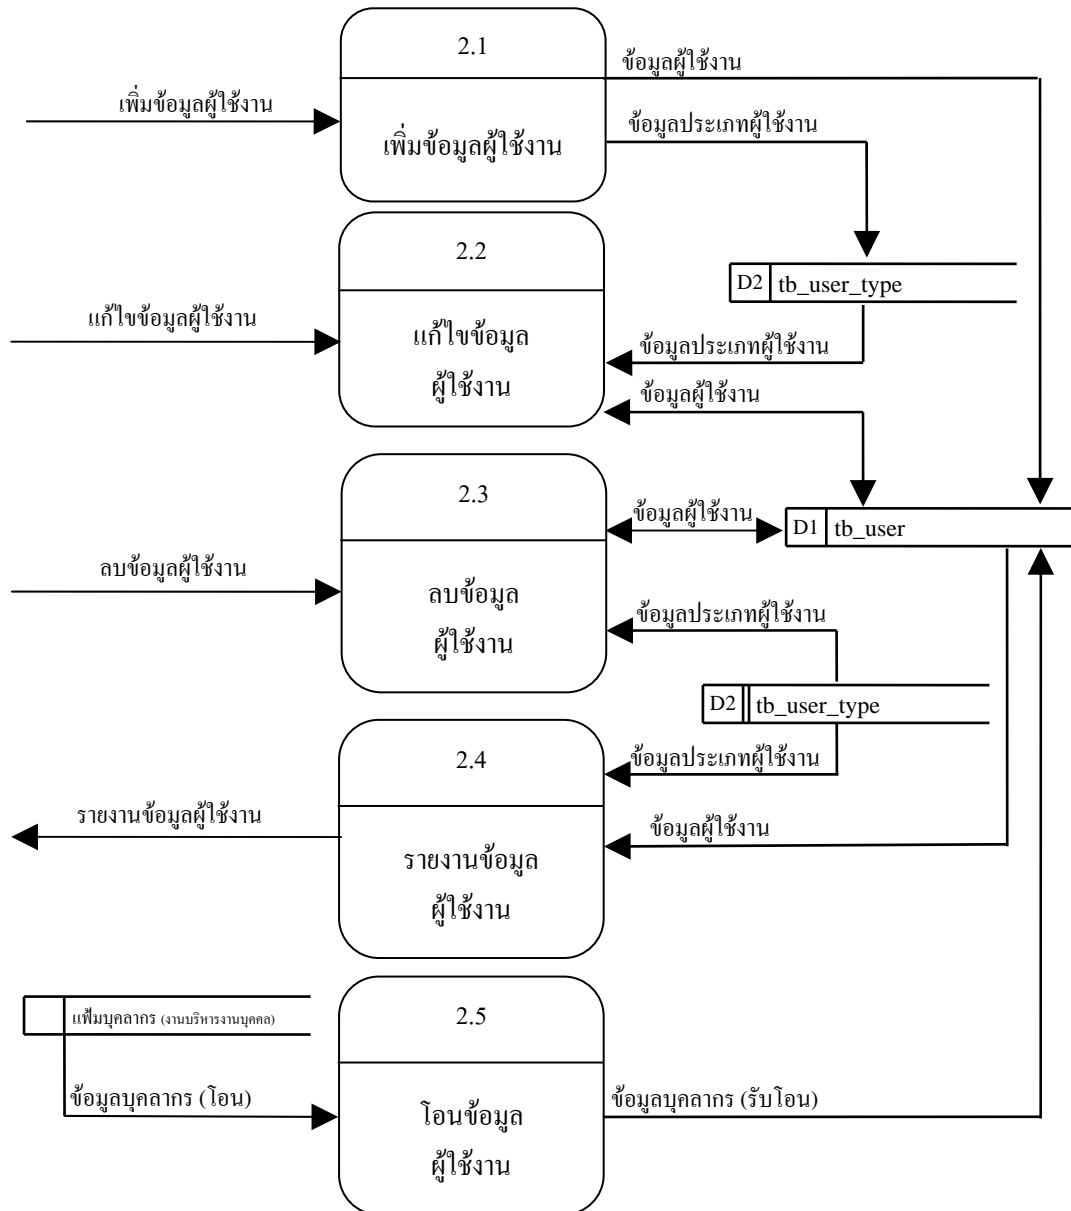 2.1
ข้อมูลผู้ใช้งาน
เพิ่มข้อมูลผู้ใช้งาน
ข้อมูลประเภทผู้ใช้งาน
เพิ่มข้อมูลผู้ใช้งาน
2.2
D2 tb_user_type
แก้ไขข้อมูลผู้ใช้งาน
แก้ไขข้อมูล
ผู้ใช้งาน
ข้อมูลประเภทผู้ใช้งาน
ข้อมูลผู้ใช้งาน
2.3
ข้อมูลผู้ใช้งาน
D1 tb_user
ลบข้อมูลผู้ใช้งาน
ลบข้อมูล
ผู้ใช้งาน
ข้อมูลประเภทผู้ใช้งาน
D2 tb_user_type
2.4
ข้อมูลประเภทผู้ใช้งาน
รายงานข้อมูลผู้ใช้งาน
ข้อมูลผู้ใช้งาน
รายงานข้อมูล
ผู้ใช้งาน
แฟ้มบุคลากร (งานบริหารงานบุคคล)
2.5
ข้อมูลบุคลากร (โอน)
โอนข้อมูล
ผู้ใช้งาน
ข้อมูลบุคลากร (รับโอน)